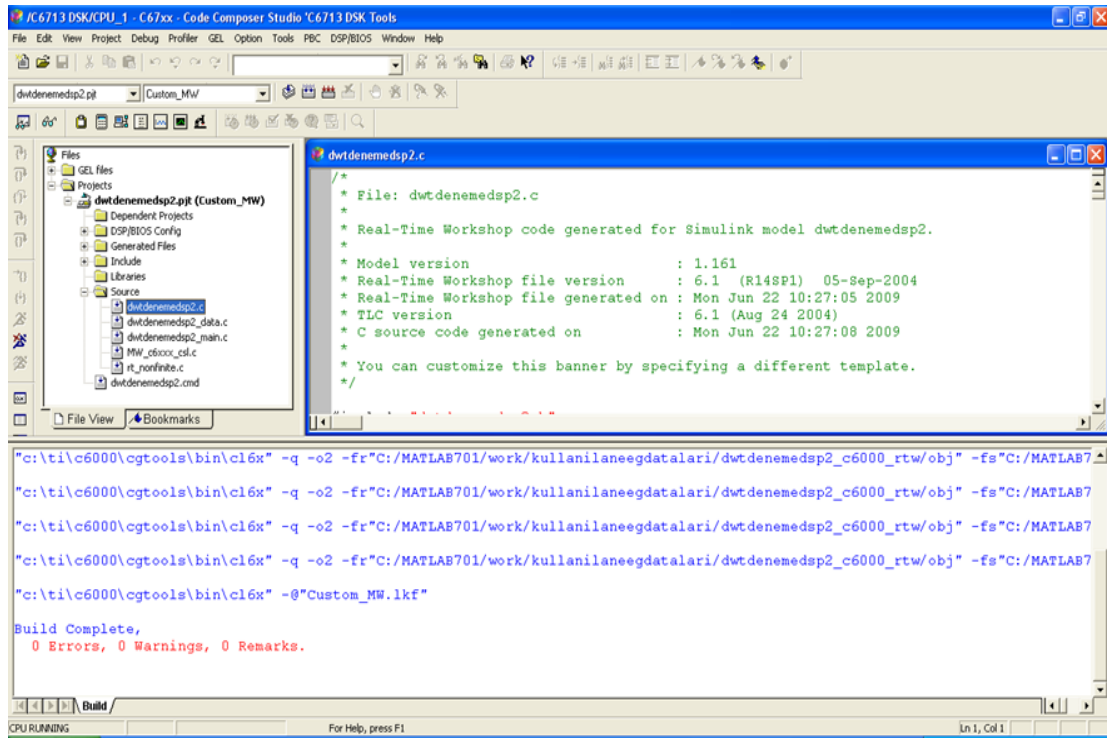 /C6713 DSK/CPU_1 - C67xx - Code Composer Studio 'C6713 DSK Tools
File Edit View Project Debug Profiler GEL Option Tools PBC DSP/BIOS Window Help
dwtdenemedsp2.pjt Custom_MW
Files
GEL files
Projects
dwtdenemedsp2.pjt (Custom_MW)
Dependent Projects
DSP/BIOS Config
Generated Files
Include
Libraries
Source
dwtdenemedsp2.c
dwtdenemedsp2_data.c
dwtdenemedsp2_main.c
MW_c6xxx_csl.c
rt_nonfinite.c
dwtdenemedsp2.cmd
File View Bookmarks
dwtdenemedsp2.c
/*
* File: dwtdenemedsp2.c
*
* Real-Time Workshop code generated for Simulink model dwtdenemedsp2.
*
* Model version : 1.161
* Real-Time Workshop file version : 6.1 (R14SP1) 05-Sep-2004
* Real-Time Workshop file generated on : Mon Jun 22 10:27:05 2009
* TLC version : 6.1 (Aug 24 2004)
* C source code generated on : Mon Jun 22 10:27:08 2009
*
* You can customize this banner by specifying a different template.
*/
"c:\ti\c6000\cgtools\bin\cl6x" -q -o2 -fr"C:/MATLAB701/work/kullanilaneegdatalari/dwtdenemedsp2_c6000_rtw/obj" -fs"C:/MATLAB7
"c:\ti\c6000\cgtools\bin\cl6x" -q -o2 -fr"C:/MATLAB701/work/kullanilaneegdatalari/dwtdenemedsp2_c6000_rtw/obj" -fs"C:/MATLAB7
"c:\ti\c6000\cgtools\bin\cl6x" -q -o2 -fr"C:/MATLAB701/work/kullanilaneegdatalari/dwtdenemedsp2_c6000_rtw/obj" -fs"C:/MATLAB7
"c:\ti\c6000\cgtools\bin\cl6x" -q -o2 -fr"C:/MATLAB701/work/kullanilaneegdatalari/dwtdenemedsp2_c6000_rtw/obj" -fs"C:/MATLAB7
"c:\ti\c6000\cgtools\bin\cl6x" -@"Custom_MW.lkf"
Build Complete,
0 Errors, 0 Warnings, 0 Remarks.
Build
CPU RUNNING For Help, press F1 Ln 1, Col 1